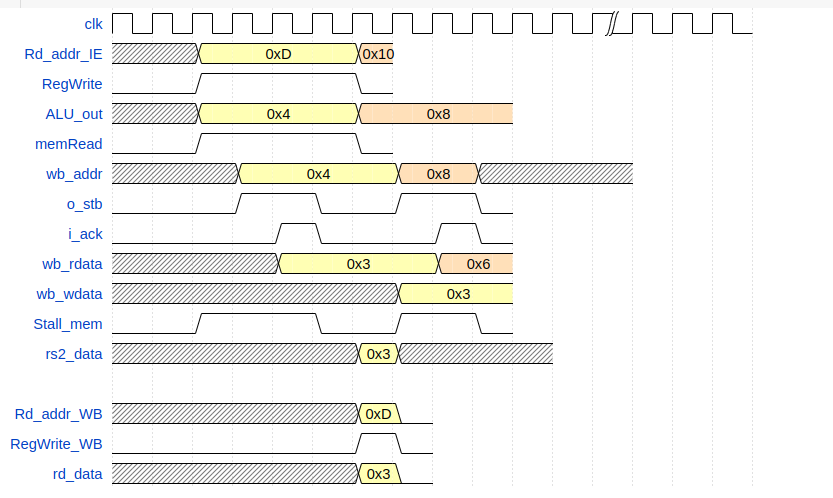 clk
Rd_addr_IE 0xD 0x10
RegWrite
ALU_out 0x4 0x8
memRead
wb_addr 0x4 0x8
o_stb
i_ack
wb_rdata 0x3 0x6
wb_wdata 0x3
Stall_mem
rs2_data 0x3
Rd_addr_WB 0xD
RegWrite_WB
rd_data 0x3